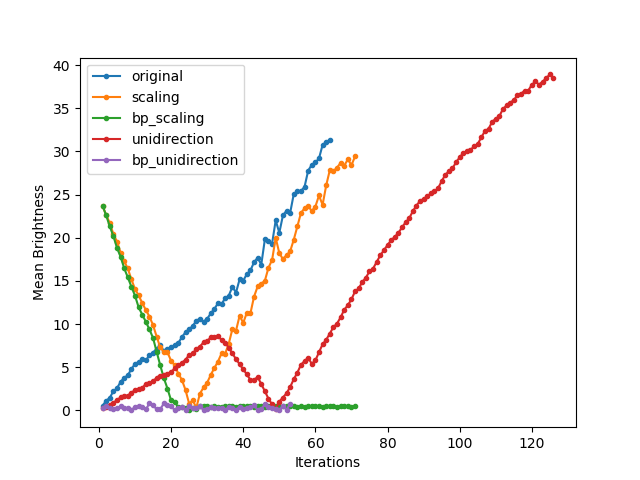 40
35
30
25
20
15
10
5
0
Mean Brightness
original
scaling
bp_scaling
unidirection
bp_unidirection
0 20 40 60 80 100 120
Iterations